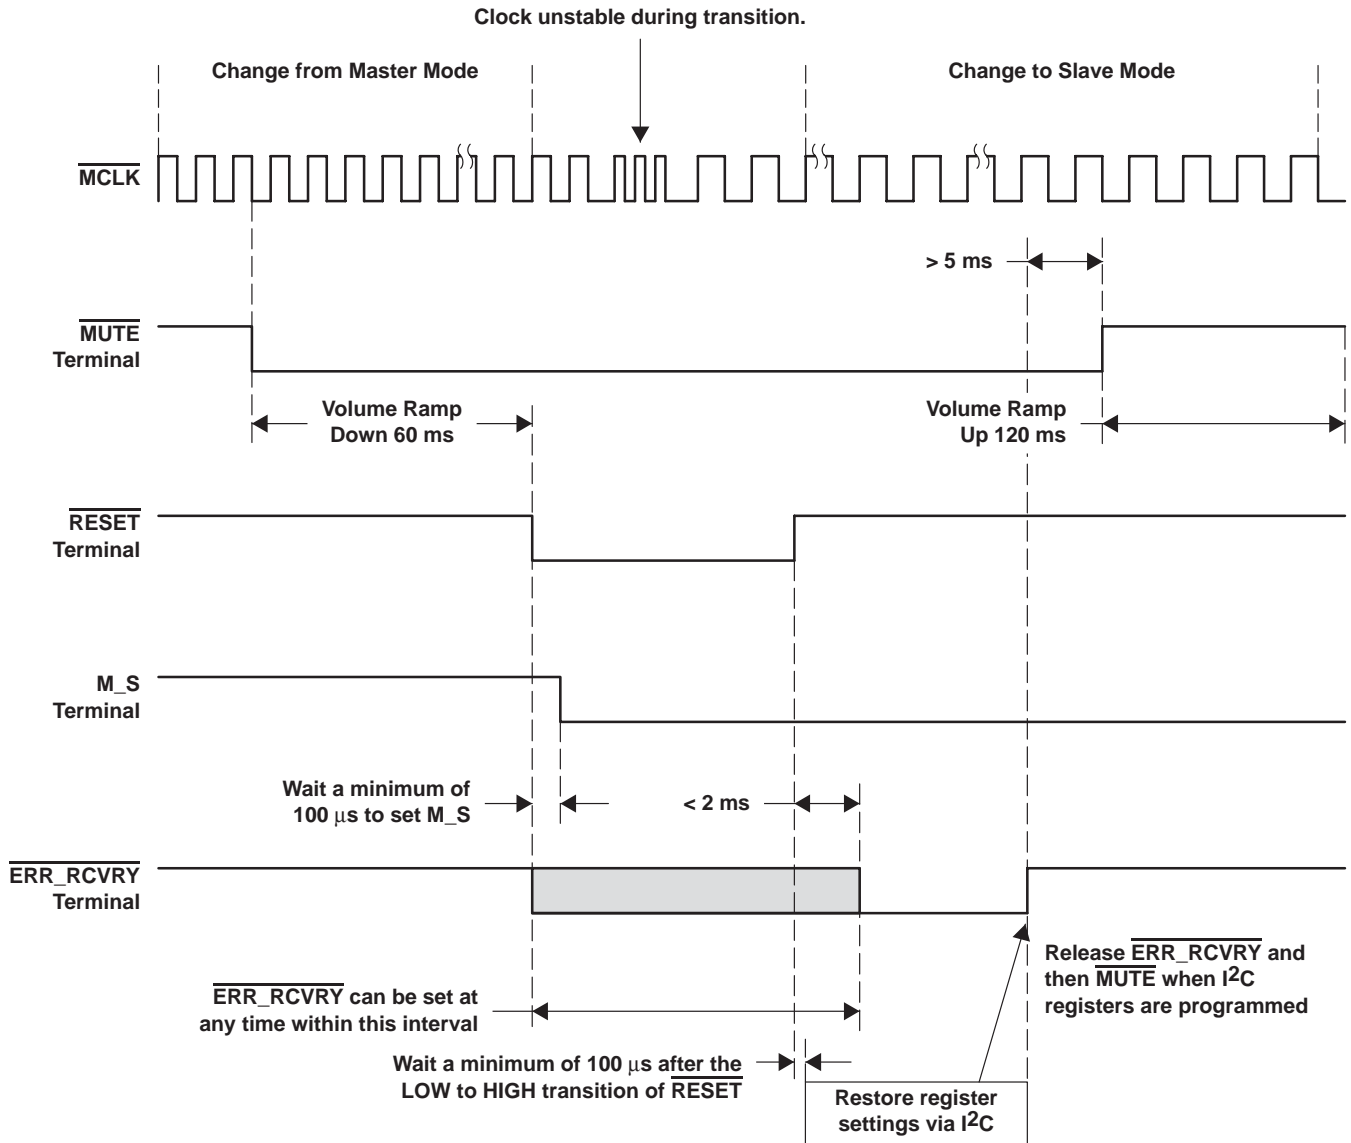 Clock unstable during transition.
Change from Master Mode
Change to Slave Mode
MCLK
> 5 ms
MUTE
Terminal
Volume Ramp
Down 60 ms
Volume Ramp
Up 120 ms
RESET
Terminal
M_S
Terminal
Wait a minimum of
100 μs to set M_S
< 2 ms
ERR_RCVRY
Terminal
Release ERR_RCVRY and
then MUTE when I2C
registers are programmed
ERR_RCVRY can be set at
any time within this interval
Wait a minimum of 100 μs after the
LOW to HIGH transition of RESET
Restore register
settings via I2C